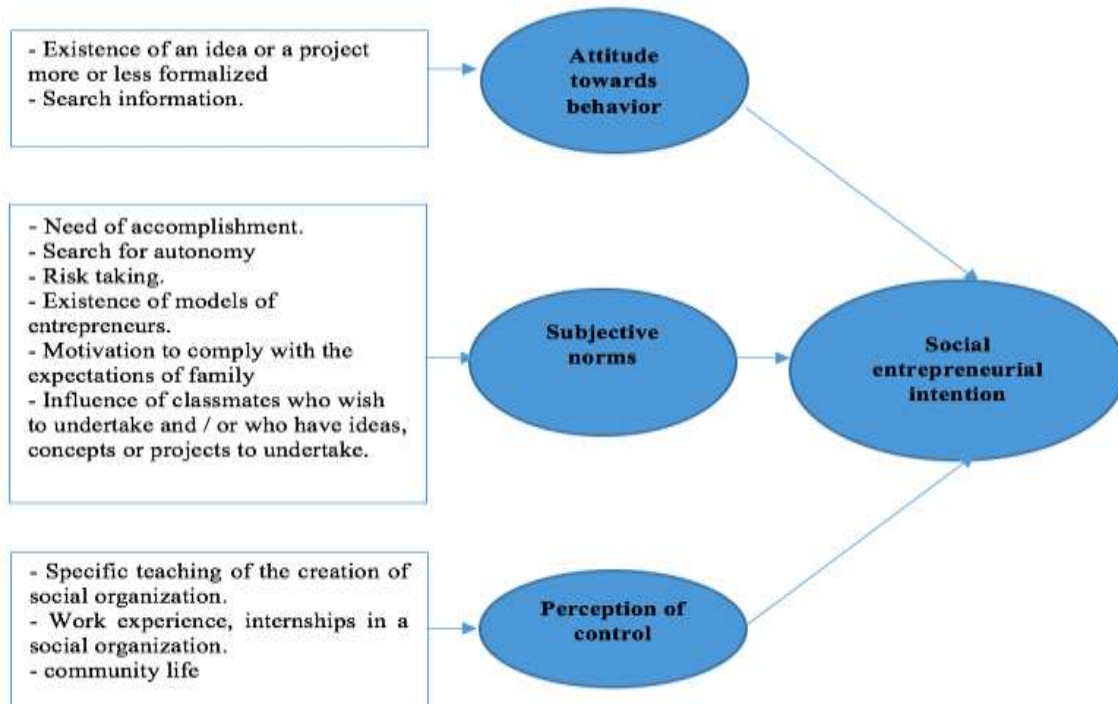 - Existence of an idea or a project
more or less formalized
- Search information.
Attitude
towards
behavior
- Need of accomplishment.
- Search for autonomy
- Risk taking.
- Existence of models of
entrepreneurs.
- Motivation to comply with the
expectations of family
- Influence of classmates who wish
to undertake and / or who have ideas,
concepts or projects to undertake.
Subjective
norms
Social
entrepreneurial
intention
- Specific teaching of the creation of
social organization.
- Work experience, internships in a
social organization.
- community life
Perception of
control